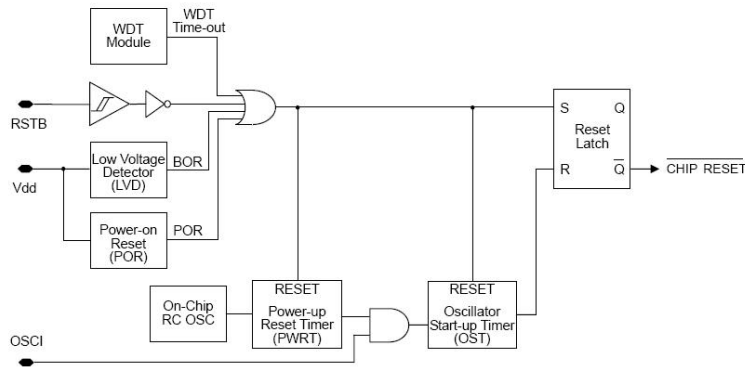 WDT
Time-out
WDT
Module
RSTB
S
Q
Reset
Latch
R
Q
CHIP RESET
Low Voltage
Detector
(LVD)
BOR
Vdd
Power-on
Reset
(POR)
POR
On-Chip
RC OSC
RESET
Power-up
Reset Timer
(PWRT)
RESET
Oscillator
Start-up Timer
(OST)
OSCI